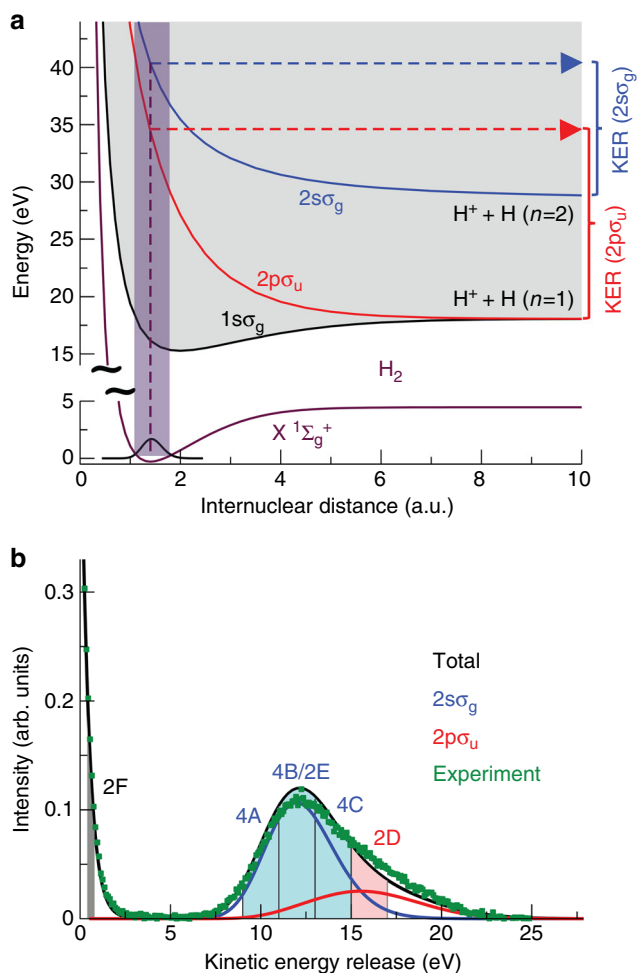 a
Energy (eV)
40
35
30
25
20
15
5
0
2sσg
2pσu
1sσg
H⁺ + H (n=2)
H⁺ + H (n=1)
H₂
X ¹Σg⁺
KER (2sσg)
KER (2pσu)
0 2 4 6 8 10
Internuclear distance (a.u.)
b
Intensity (arb. units)
0.3
0.2
0.1
0
2F
4A
4B/2E
4C
2D
Total
2sσg
2pσu
Experiment
0 5 10 15 20 25
Kinetic energy release (eV)